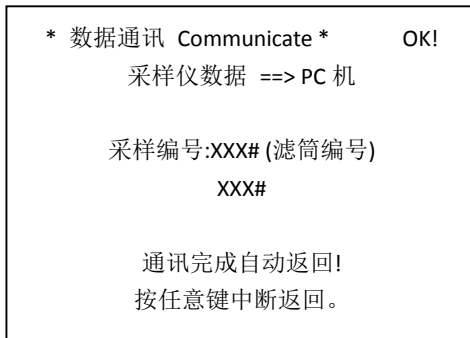 * 数据通讯 Communicate * OK!
采样仪数据 ==> PC 机
采样编号:XXX# (滤筒编号)
XXX#
通讯完成自动返回!
按任意键中断返回。